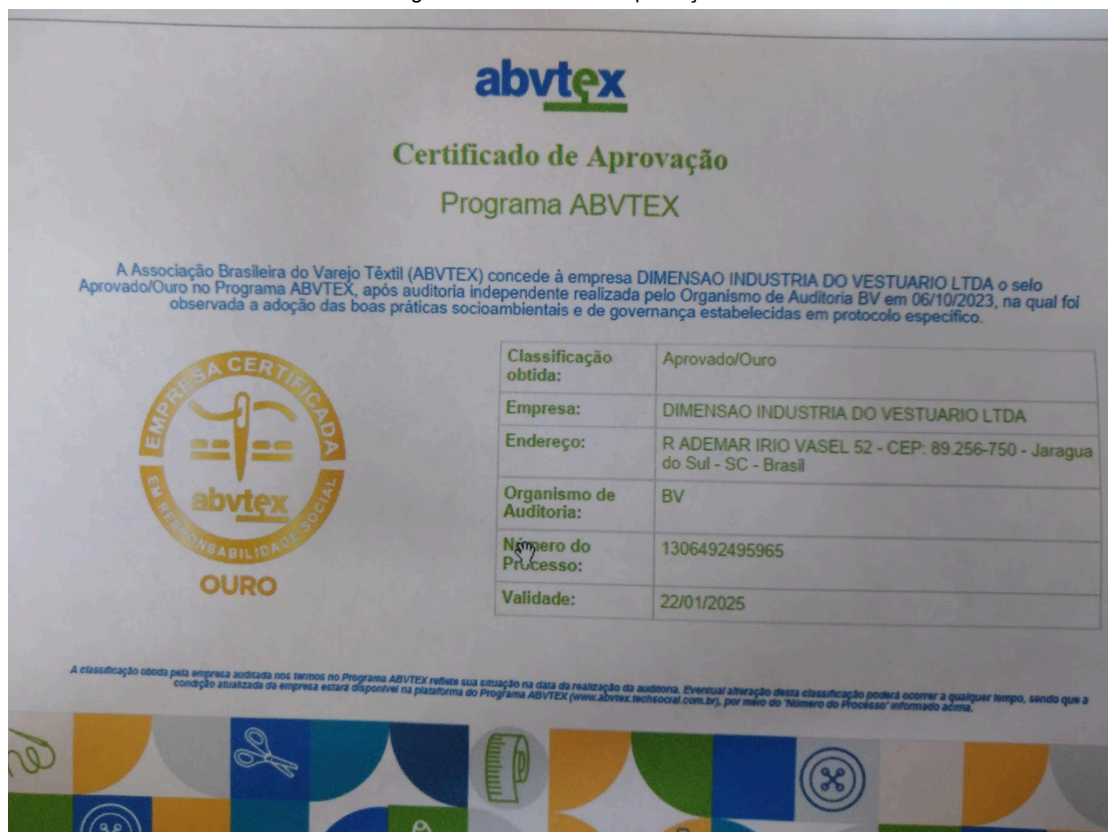 abvtex
Certificado de Aprovação
Programa ABVTEX
A Associação Brasileira do Varejo Têxtil (ABVTEX) concede à empresa DIMENSAO INDUSTRIA DO VESTUARIO LTDA o selo
Aprovado/Ouro no Programa ABVTEX, após auditoria independente realizada pelo Organismo de Auditoria BV em 06/10/2023, na qual foi
observada a adoção das boas práticas socioambientais e de governança estabelecidas em protocolo específico.
EMPRESA CERTIFICADA
abvtex
EM RESPONSABILIDADE SOCIAL
OURO
Classificação obtida: Aprovado/Ouro
Empresa: DIMENSAO INDUSTRIA DO VESTUARIO LTDA
Endereço: R ADEMAR IRIO VASEL 52 - CEP: 89.256-750 - Jaragua
do Sul - SC - Brasil
Organismo de
Auditoria: BV
Número do
Processo: 1306492495965
Validade: 22/01/2025
A classificação obtida pela empresa auditada nos termos no Programa ABVTEX reflete sua situação na data da realização da auditoria. Eventual alteração desta classificação poderá ocorrer a qualquer tempo, sendo que a
condição atualizada da empresa estará disponível na plataforma do Programa ABVTEX (www.abvtex.techsocial.com.br), por meio do 'Número do Processo' informado acima.